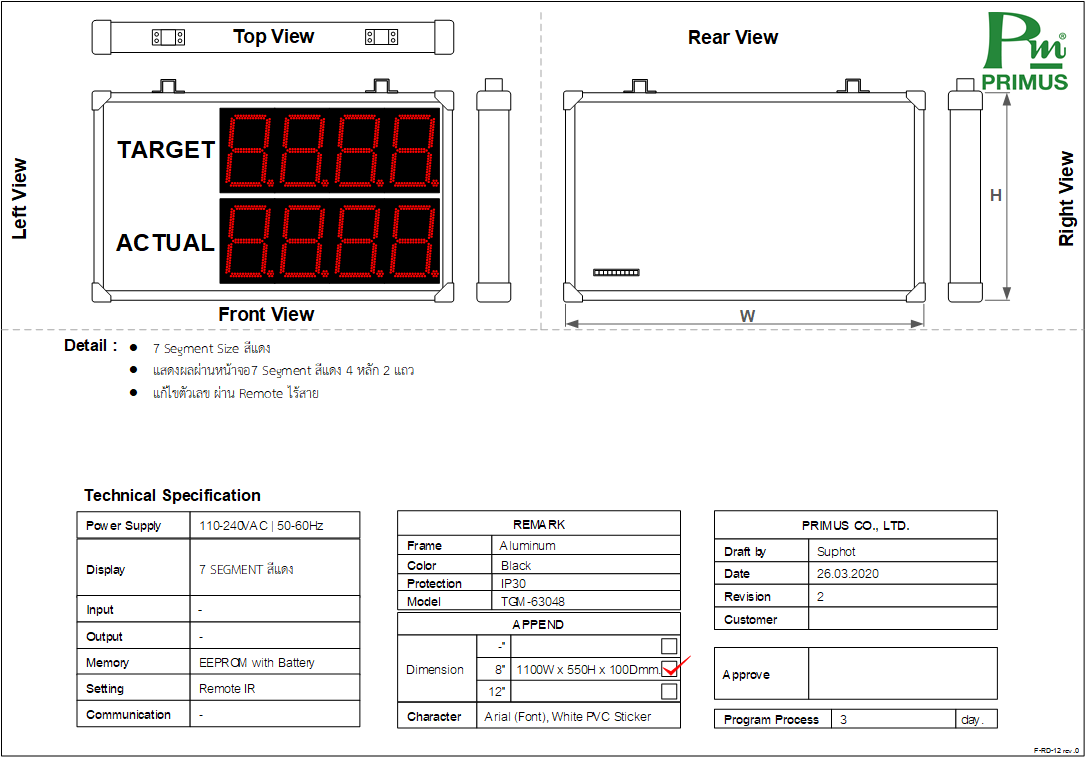 Top View
Rear View
Pm®
PRIMUS
Left View
TARGET
8.8.8.8.
ACTUAL
8.8.8.8.
Front View
H
W
Right View
Detail :
● 7 Segment Size สีแดง
● แสดงผลผ่านหน้าจอ7 Segment สีแดง 4 หลัก 2 แถว
● แก้ไขตัวเลข ผ่าน Remote ไร้สาย
Technical Specification
Power Supply 110-240VAC | 50-60Hz
Display 7 SEGMENT สีแดง
Input -
Output -
Memory EEPROM with Battery
Setting Remote IR
Communication -
REMARK
Frame Aluminum
Color Black
Protection IP30
Model TGM-63048
APPEND
Dimension
-"
8" 1100W x 550H x 100Dmm.
12"
Character Arial (Font), White PVC Sticker
PRIMUS CO., LTD.
Draft by Suphot
Date 26.03.2020
Revision 2
Customer
Approve
Program Process 3 day.
F-RD-12 rev.0